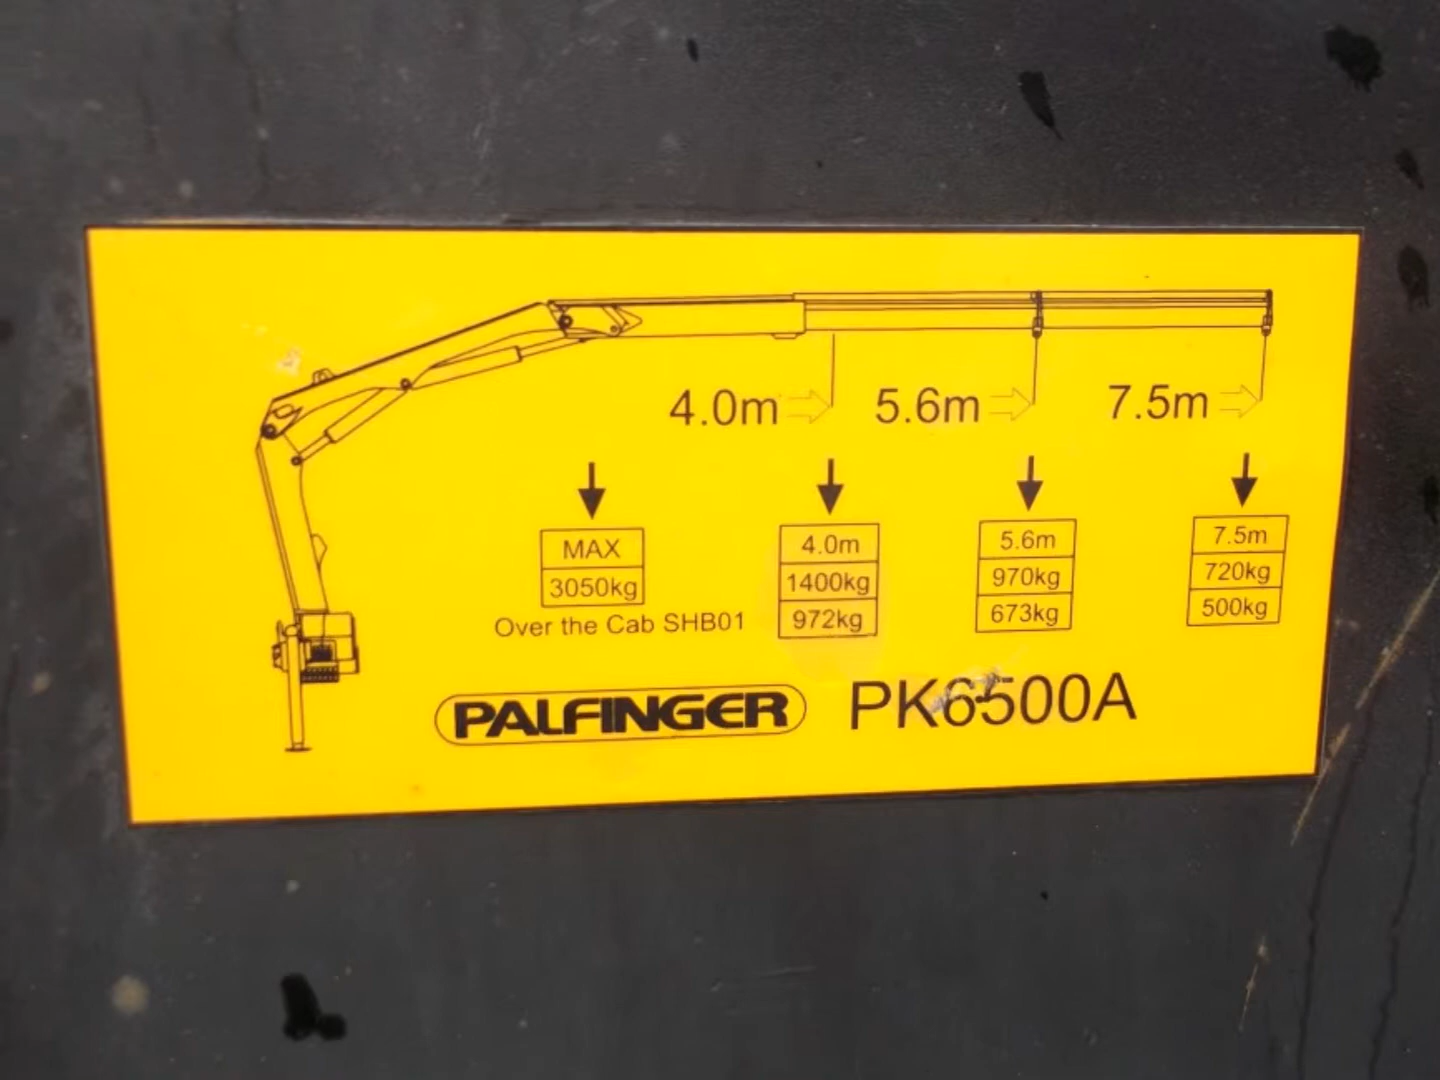 4.0m 5.6m 7.5m
MAX
3050kg
4.0m
1400kg
972kg
5.6m
970kg
673kg
7.5m
720kg
500kg
Over the Cab SHB01
PALFINGER PK6500A